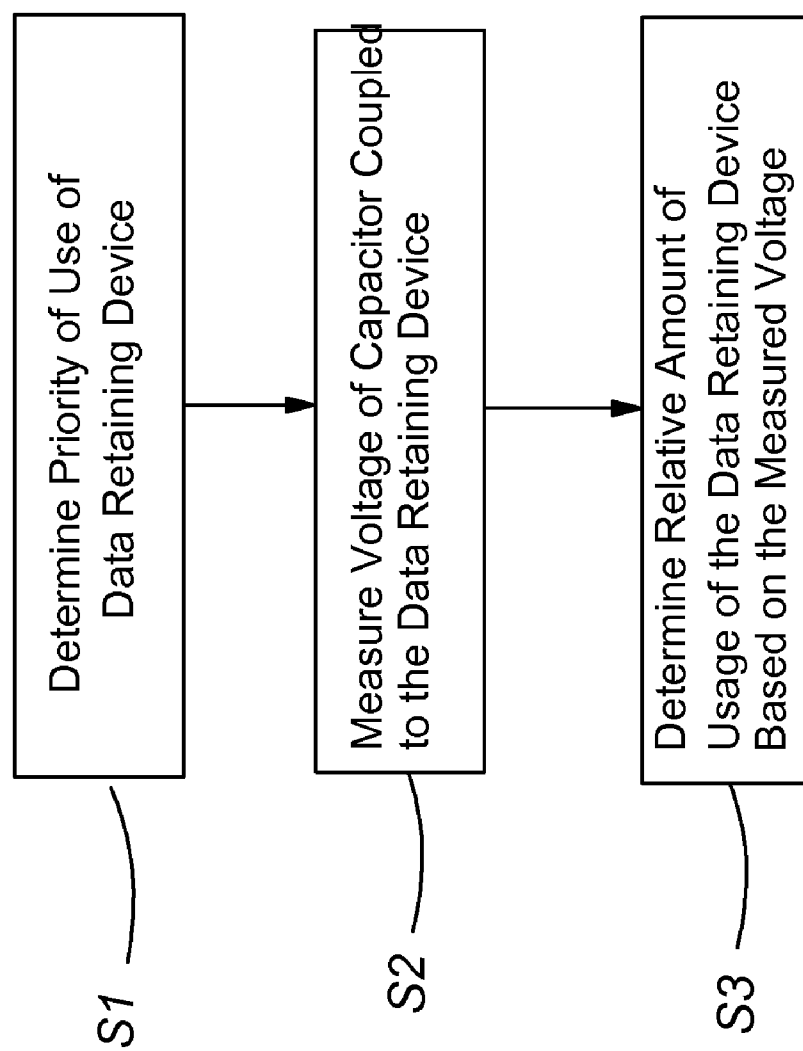 S1
Determine Priority of Use of
Data Retaining Device
S2
Measure Voltage of Capacitor Coupled
to the Data Retaining Device
S3
Determine Relative Amount of
Usage of the Data Retaining Device
Based on the Measured Voltage